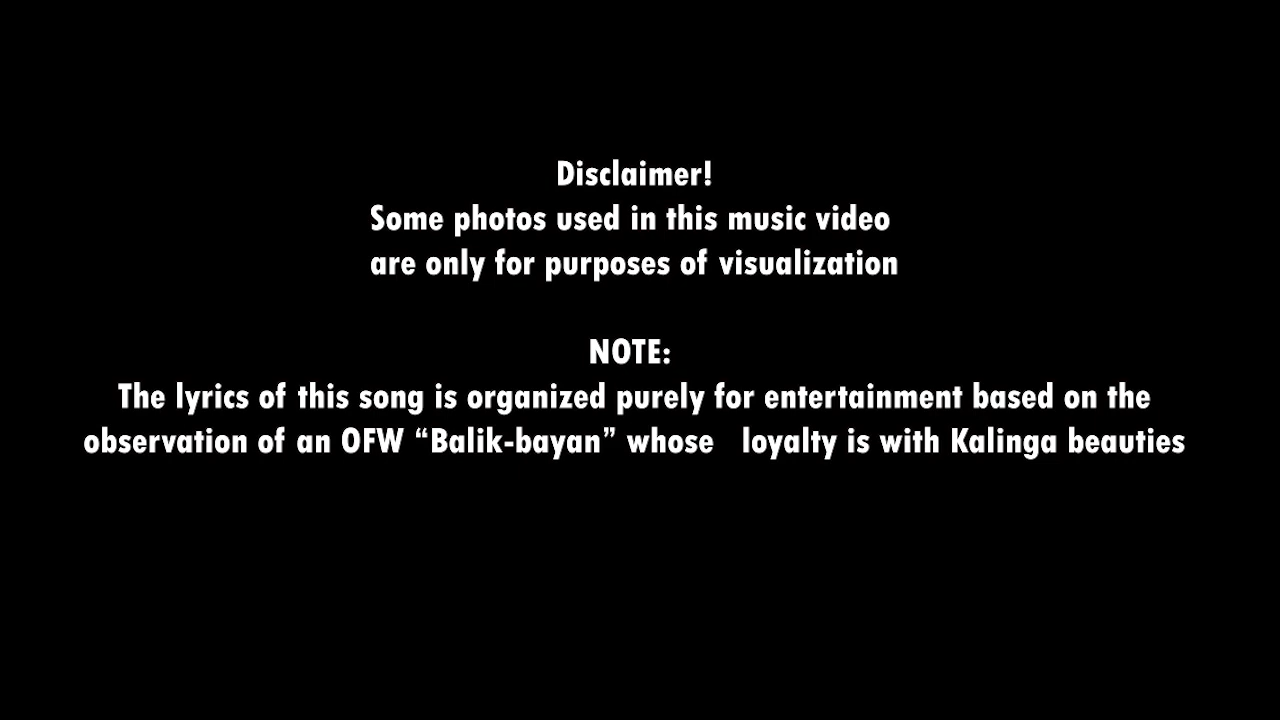 Disclaimer!
Some photos used in this music video
are only for purposes of visualization
NOTE:
The lyrics of this song is organized purely for entertainment based on the
observation of an OFW “Balik-bayan” whose loyalty is with Kalinga beauties